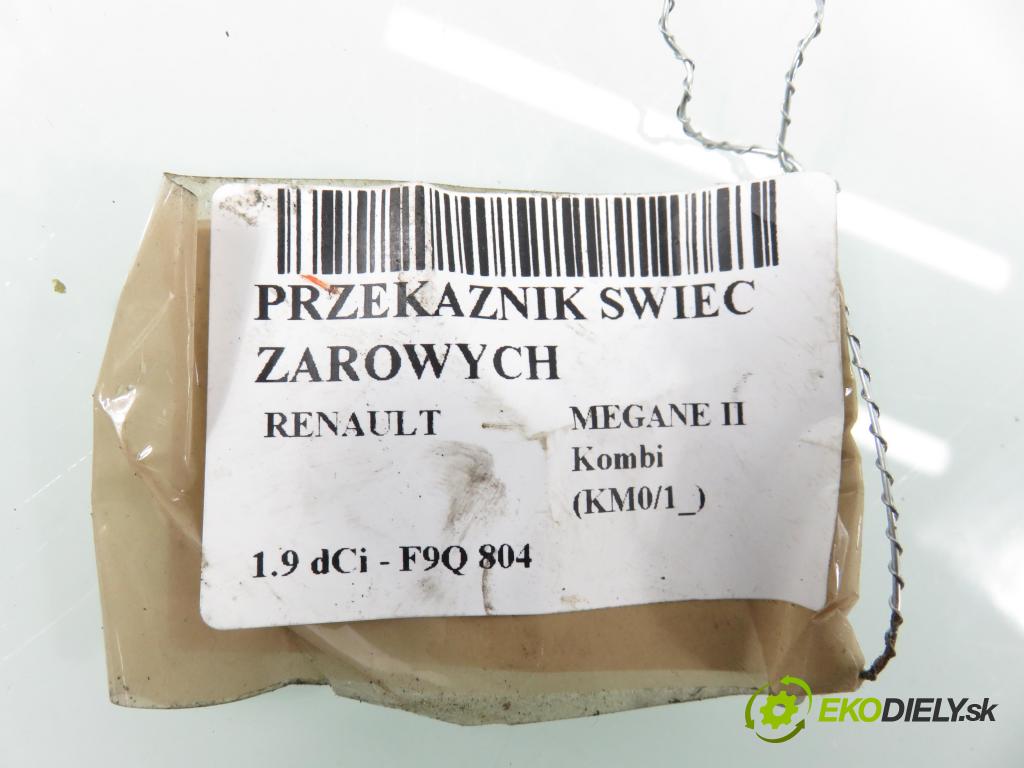 PRZEKAZNIK SWIEC
ZAROWYCH
RENAULT
MEGANE II
Kombi
(KM0/1_)
1.9 dCi - F9Q 804
EKODIELY.sk